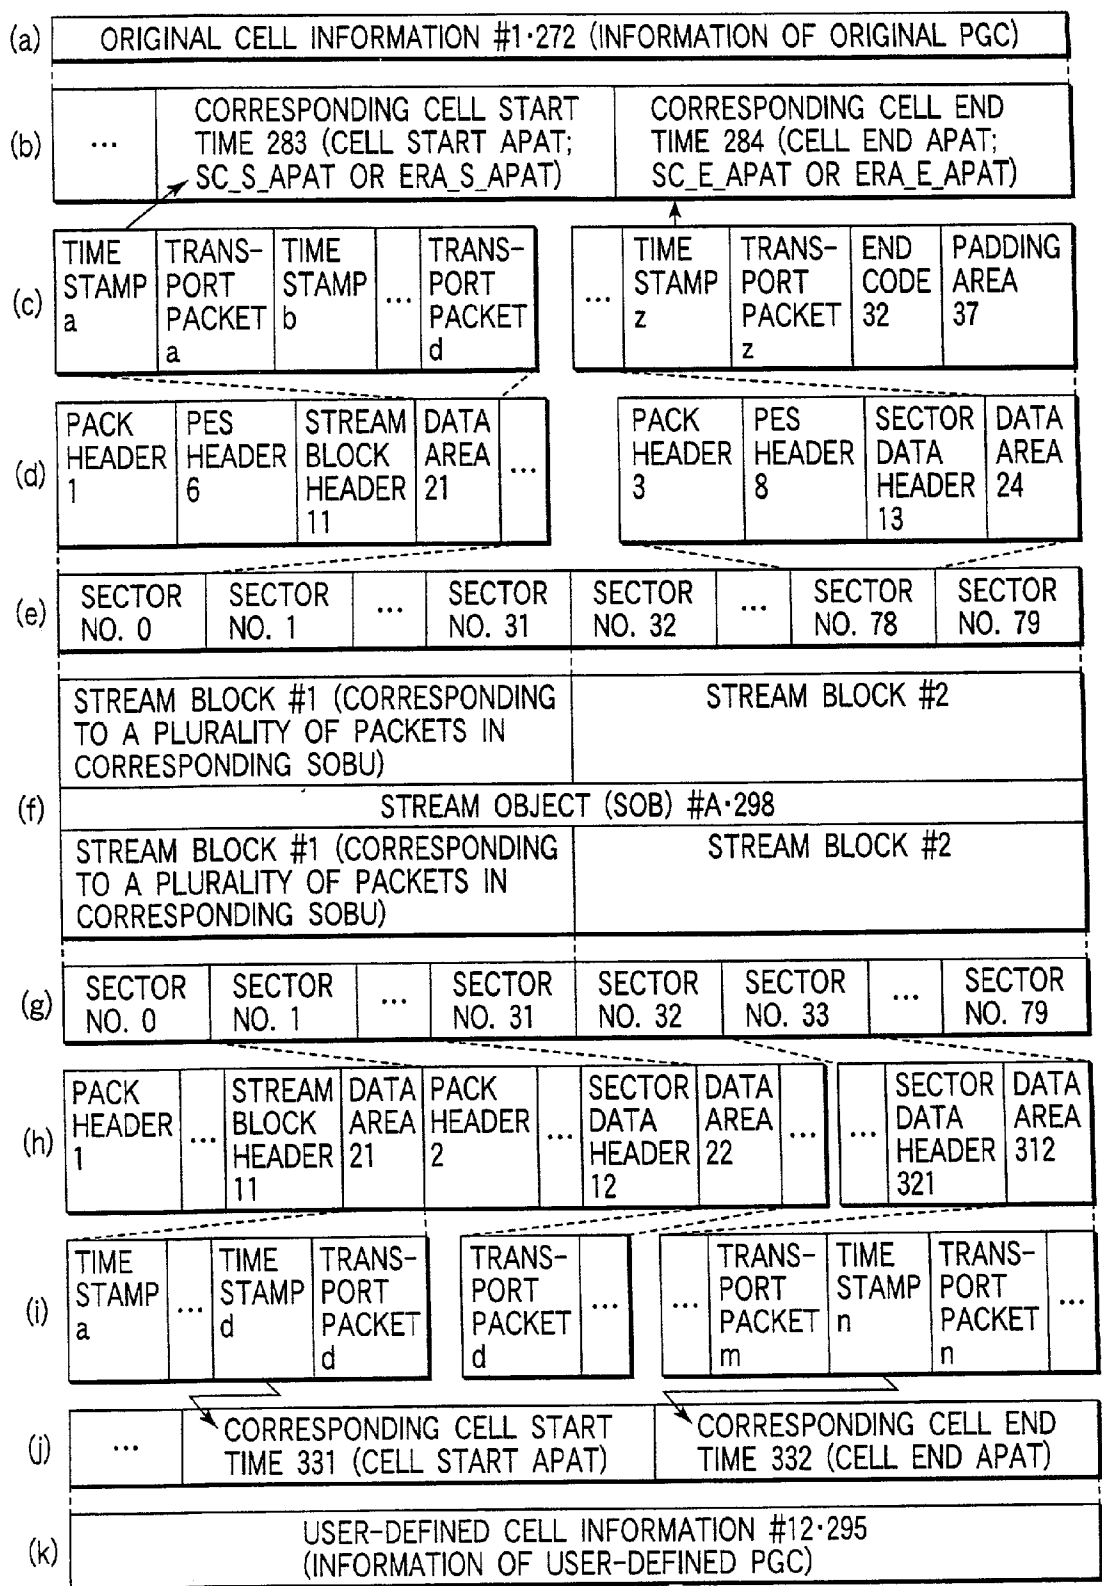 (a)
ORIGINAL CELL INFORMATION #1·272 (INFORMATION OF ORIGINAL PGC)
(b)
...
CORRESPONDING CELL START
TIME 283 (CELL START APAT;
SC_S_APAT OR ERA_S_APAT)
CORRESPONDING CELL END
TIME 284 (CELL END APAT;
SC_E_APAT OR ERA_E_APAT)
(c)
TIME
STAMP
a
TRANS-
PORT
PACKET
a
TIME
STAMP
b
...
TRANS-
PORT
PACKET
d
...
TIME
STAMP
z
TRANS-
PORT
PACKET
z
END
CODE
32
PADDING
AREA
37
(d)
PACK
HEADER
1
PES
HEADER
6
STREAM
BLOCK
HEADER
11
DATA
AREA
21
...
PACK
HEADER
3
PES
HEADER
8
SECTOR
DATA
HEADER
13
DATA
AREA
24
(e)
SECTOR
NO. 0
SECTOR
NO. 1
...
SECTOR
NO. 31
SECTOR
NO. 32
...
SECTOR
NO. 78
SECTOR
NO. 79
(f)
STREAM BLOCK #1 (CORRESPONDING
TO A PLURALITY OF PACKETS IN
CORRESPONDING SOBU)
STREAM BLOCK #2
STREAM OBJECT (SOB) #A·298
STREAM BLOCK #1 (CORRESPONDING
TO A PLURALITY OF PACKETS IN
CORRESPONDING SOBU)
STREAM BLOCK #2
(g)
SECTOR
NO. 0
SECTOR
NO. 1
...
SECTOR
NO. 31
SECTOR
NO. 32
SECTOR
NO. 33
...
SECTOR
NO. 79
(h)
PACK
HEADER
1
...
STREAM
BLOCK
HEADER
11
DATA
AREA
21
PACK
HEADER
2
...
SECTOR
DATA
HEADER
12
DATA
AREA
22
...
...
SECTOR
DATA
HEADER
321
DATA
AREA
312
(i)
TIME
STAMP
a
...
TIME
STAMP
d
TRANS-
PORT
PACKET
d
TRANS-
PORT
PACKET
d
...
...
TRANS-
PORT
PACKET
m
TIME
STAMP
n
TRANS-
PORT
PACKET
n
...
(j)
...
CORRESPONDING CELL START
TIME 331 (CELL START APAT)
CORRESPONDING CELL END
TIME 332 (CELL END APAT)
(k)
USER-DEFINED CELL INFORMATION #12·295
(INFORMATION OF USER-DEFINED PGC)